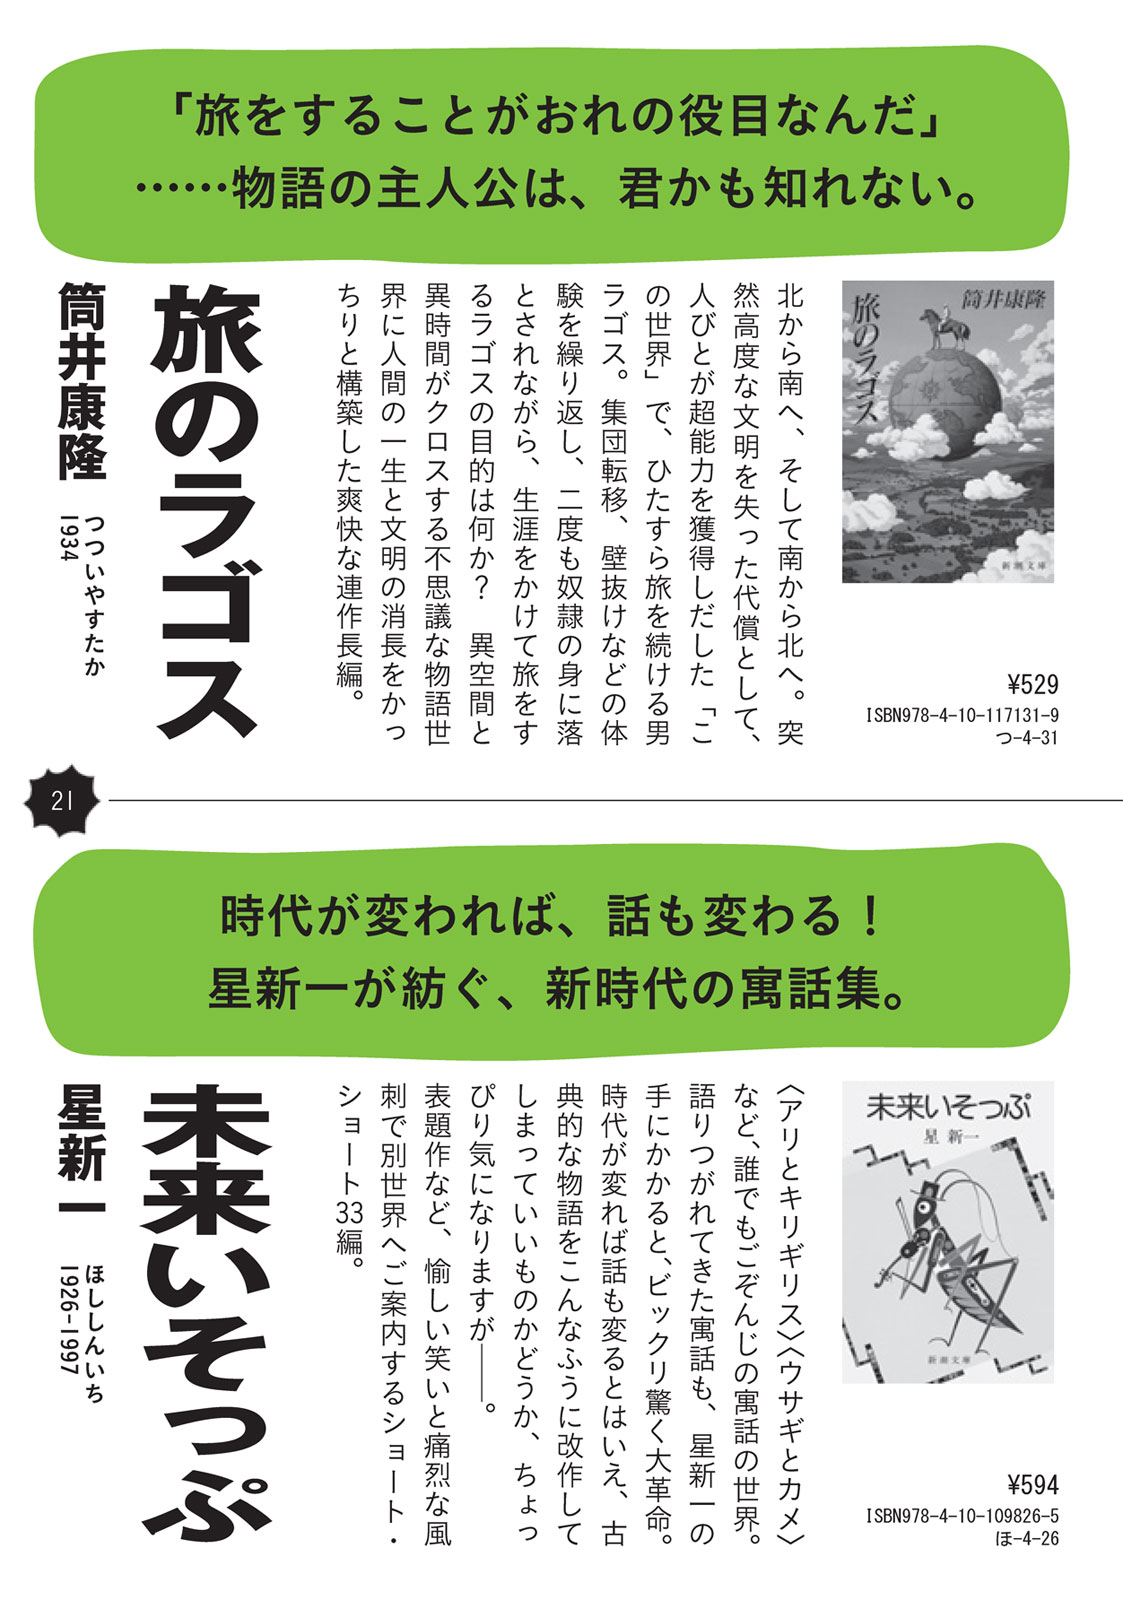 「旅をすることがおれの役目なんだ」
……物語の主人公は、君かも知れない。
筒井康隆
旅のラゴス
新潮文庫
¥529
ISBN978-4-10-117131-9
つ-4-31
北から南へ、そして南から北へ。突
然高度な文明を失った代償として、
人びとが超能力を獲得しだした「こ
の世界」で、ひたすら旅を続ける男
ラゴス。集団転移、壁抜けなどの体
験を繰り返し、二度も奴隷の身に落
とされながら、生涯をかけて旅をす
るラゴスの目的は何か？　異空間と
異時間がクロスする不思議な物語世
界に人間の一生と文明の消長をかっ
ちりと構築した爽快な連作長編。
旅のラゴス
筒井康隆
つついやすたか
1934
21
時代が変われば、話も変わる！
星新一が紡ぐ、新時代の寓話集。
未来いそっぷ
星 新一
新潮文庫
¥594
ISBN978-4-10-109826-5
ほ-4-26
〈アリとキリギリス〉〈ウサギとカメ〉
など、誰でもごぞんじの寓話の世界。
語りつがれてきた寓話も、星新一の
手にかかると、ビックリ驚く大革命。
時代が変れば話も変るとはいえ、古
典的な物語をこんなふうに改作して
しまっていいものかどうか、ちょっ
ぴり気になりますが――。
表題作など、愉しい笑いと痛烈な風
刺で別世界へご案内するショート・
ショート33編。
未来いそっぷ
星新一
ほししんいち
1926-1997